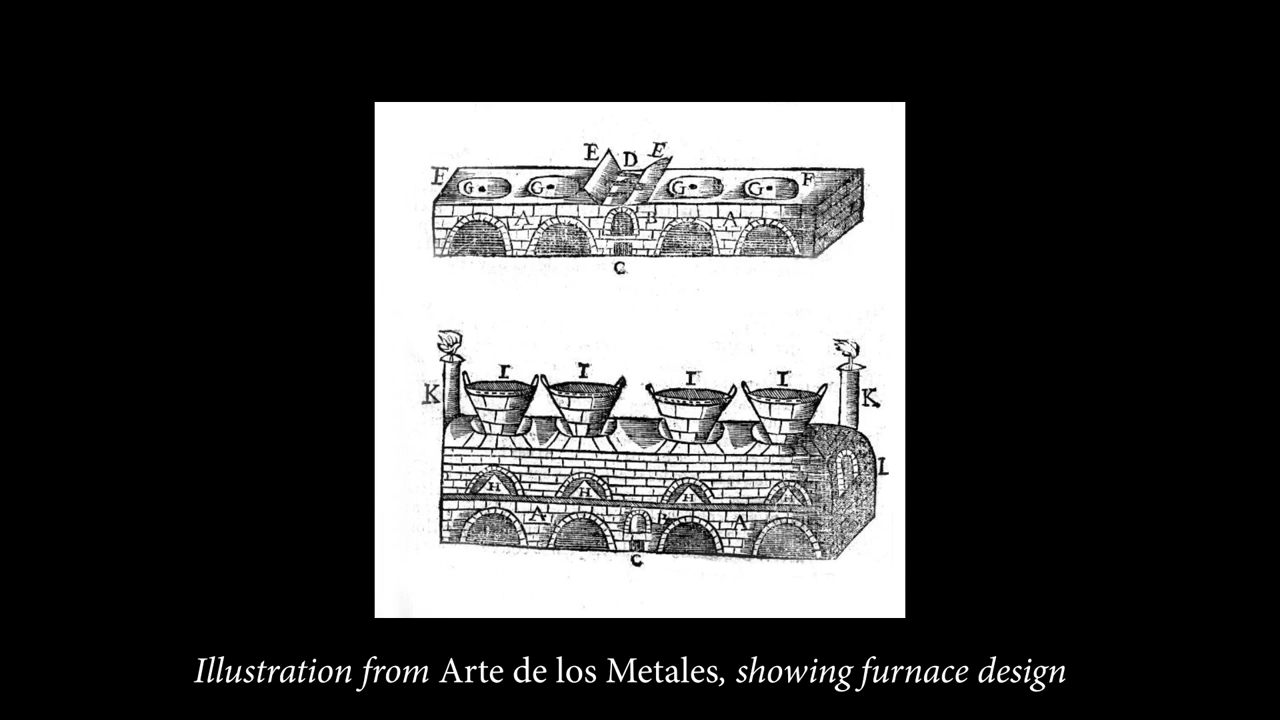 E D E
F G G G G F
A B A
C
I I I I
K K
L
H H H H
A A
C
Illustration from Arte de los Metales, showing furnace design